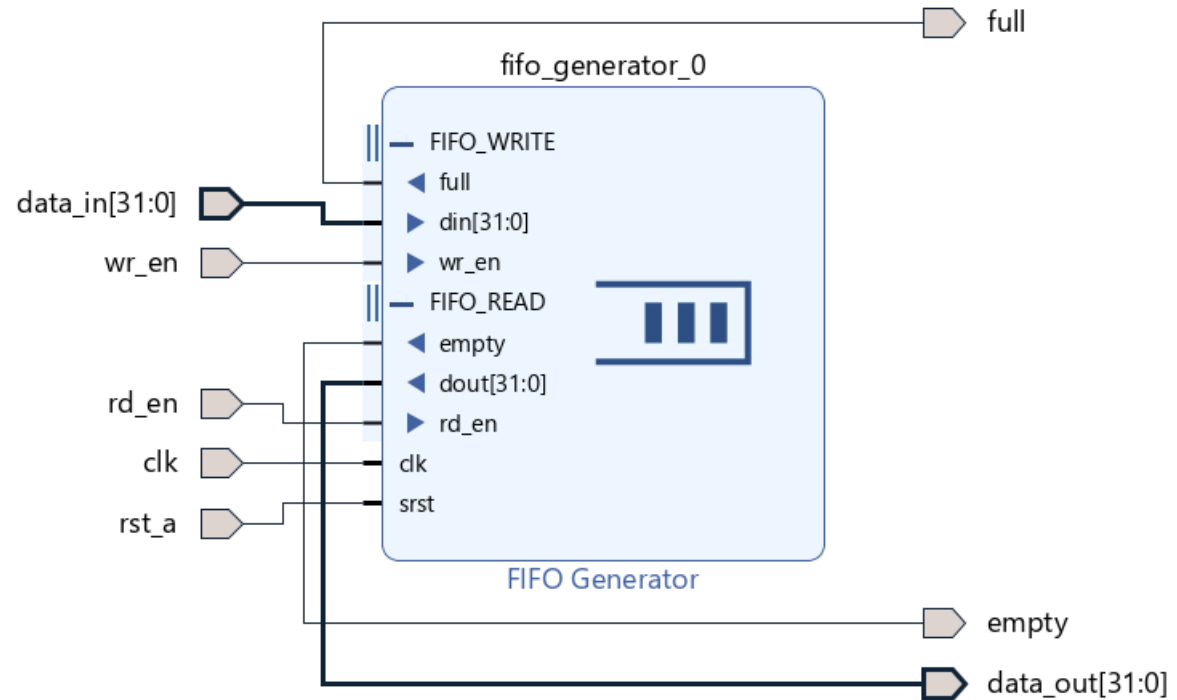 full
fifo_generator_0
FIFO_WRITE
full
data_in[31:0]
din[31:0]
wr_en
wr_en
FIFO_READ
empty
dout[31:0]
rd_en
rd_en
clk
clk
srst
rst_a
FIFO Generator
empty
data_out[31:0]